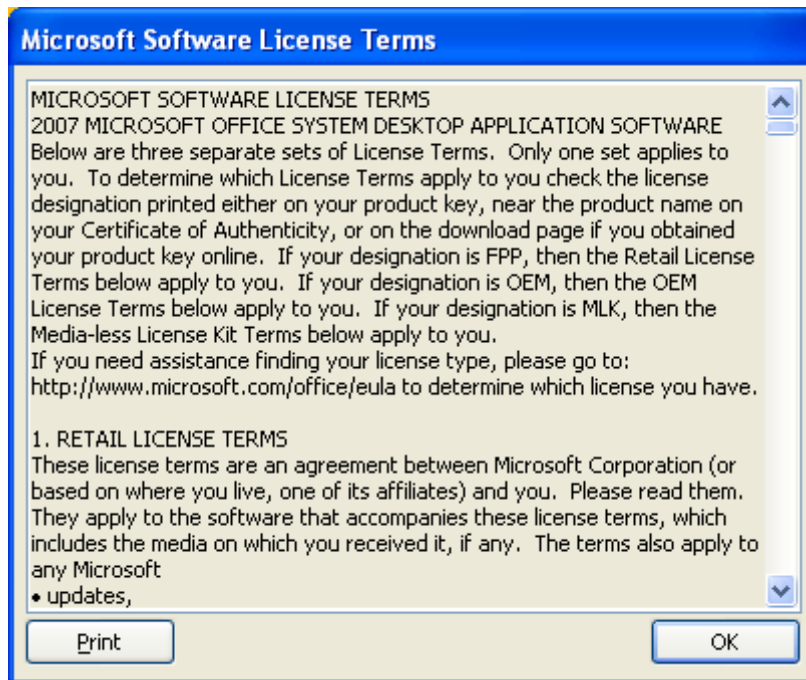 Microsoft Software License Terms
MICROSOFT SOFTWARE LICENSE TERMS
2007 MICROSOFT OFFICE SYSTEM DESKTOP APPLICATION SOFTWARE
Below are three separate sets of License Terms.  Only one set applies to
you.  To determine which License Terms apply to you check the license
designation printed either on your product key, near the product name on
your Certificate of Authenticity, or on the download page if you obtained
your product key online.  If your designation is FPP, then the Retail License
Terms below apply to you.  If your designation is OEM, then the OEM
License Terms below apply to you.  If your designation is MLK, then the
Media-less License Kit Terms below apply to you.
If you need assistance finding your license type, please go to:
http://www.microsoft.com/office/eula to determine which license you have.
1. RETAIL LICENSE TERMS
These license terms are an agreement between Microsoft Corporation (or
based on where you live, one of its affiliates) and you.  Please read them.
They apply to the software that accompanies these license terms, which
includes the media on which you received it, if any.  The terms also apply to
any Microsoft
• updates,
Print
OK